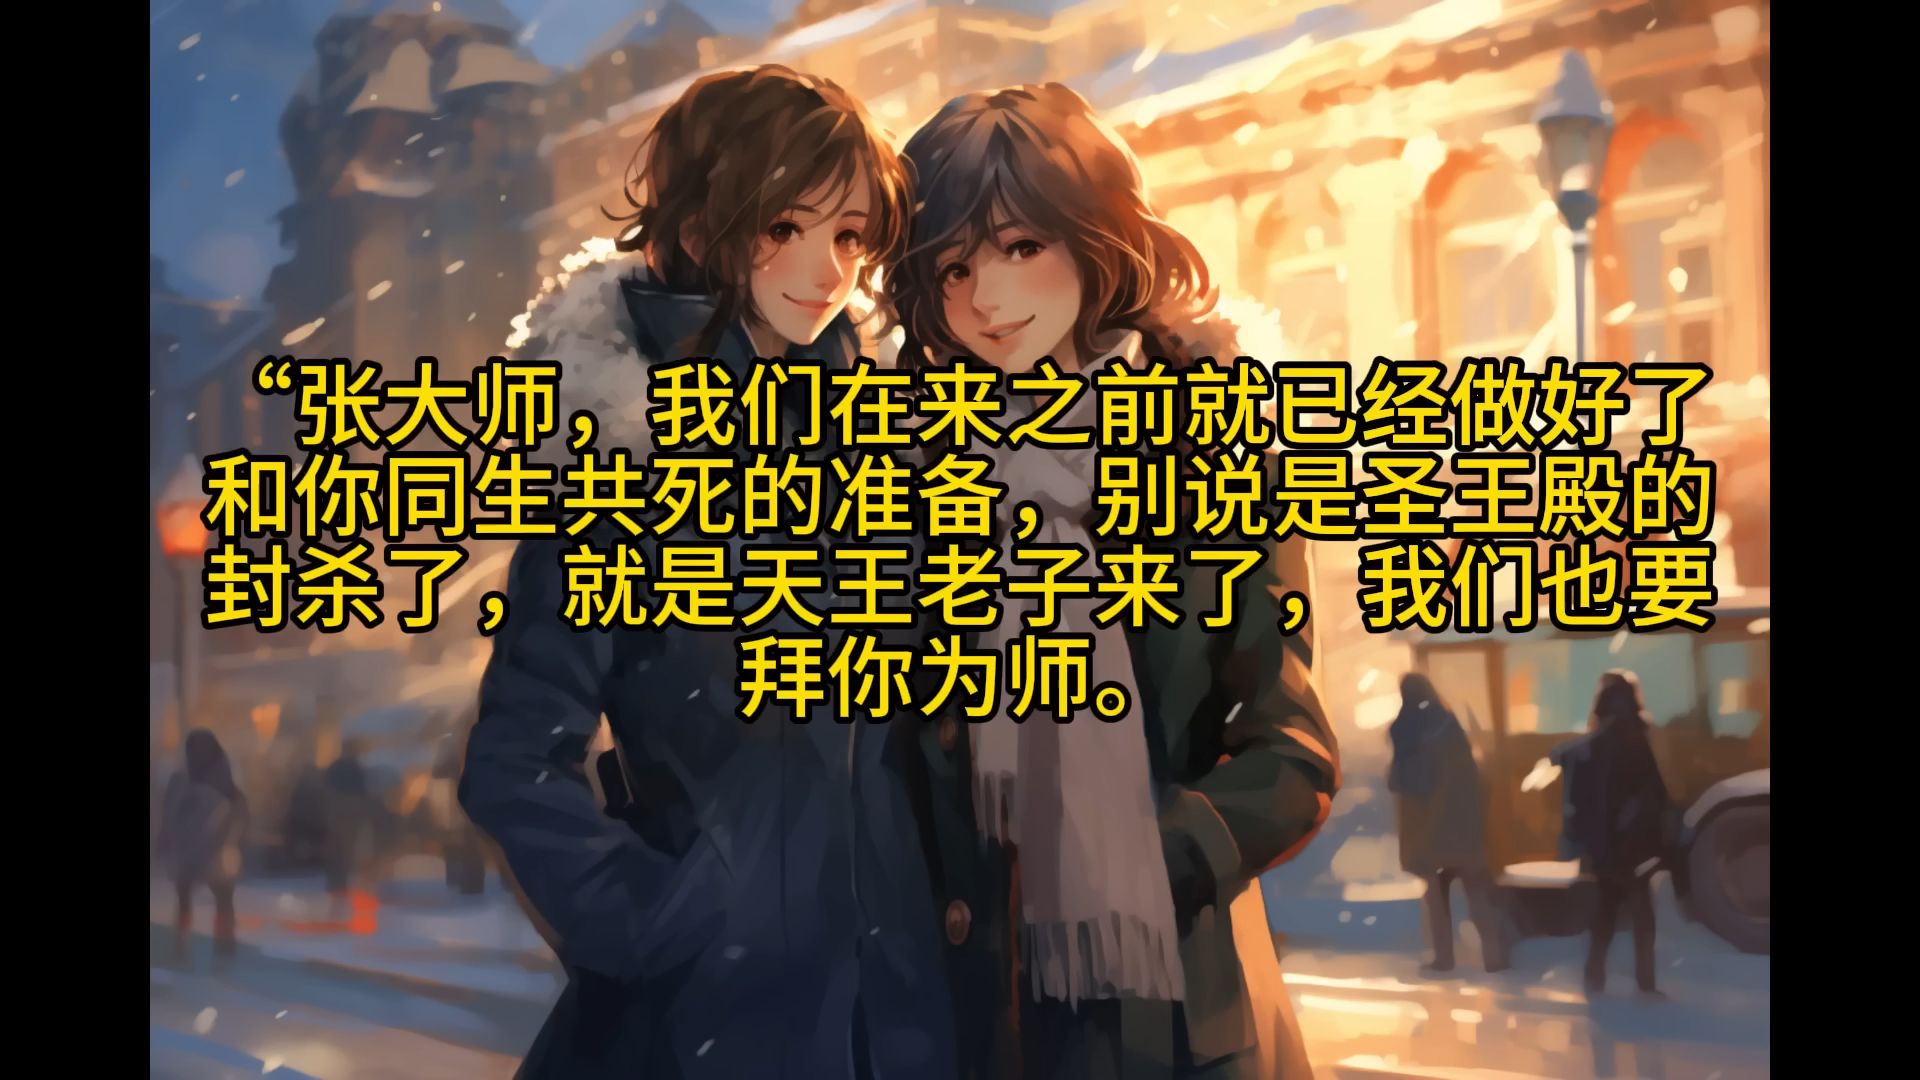 “张大师，我们在来之前就已经做好了
和你同生共死的准备，别说是圣王殿的
封杀了，就是天王老子来了，我们也要
拜你为师。